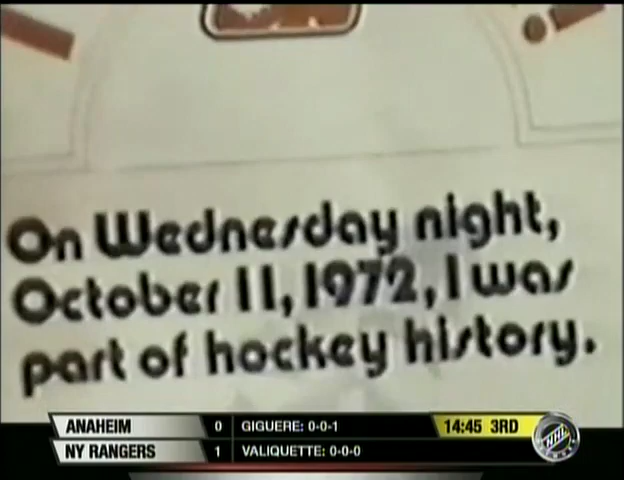 On Wednesday night,
October 11, 1972, I was
part of hockey history.
ANAHEIM 0 GIGUERE: 0-0-1 14:45 3RD
NY RANGERS 1 VALIQUETTE: 0-0-0
NHL